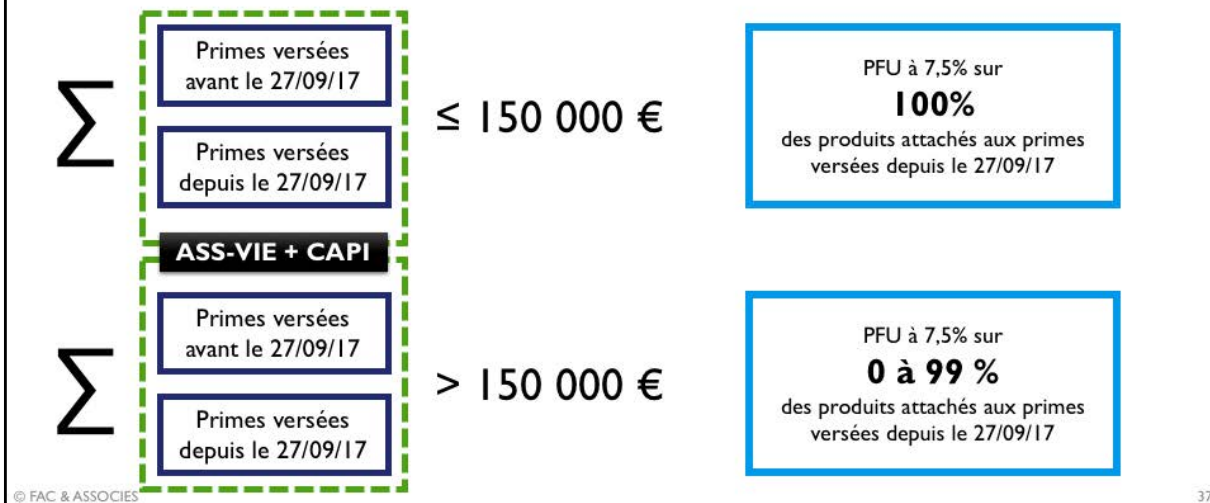 ∑
Primes versées
avant le 27/09/17
Primes versées
depuis le 27/09/17
≤ 150 000 €
PFU à 7,5% sur
100%
des produits attachés aux primes
versées depuis le 27/09/17
ASS-VIE + CAPI
∑
Primes versées
avant le 27/09/17
Primes versées
depuis le 27/09/17
> 150 000 €
PFU à 7,5% sur
0 à 99 %
des produits attachés aux primes
versées depuis le 27/09/17
© FAC & ASSOCIES
37